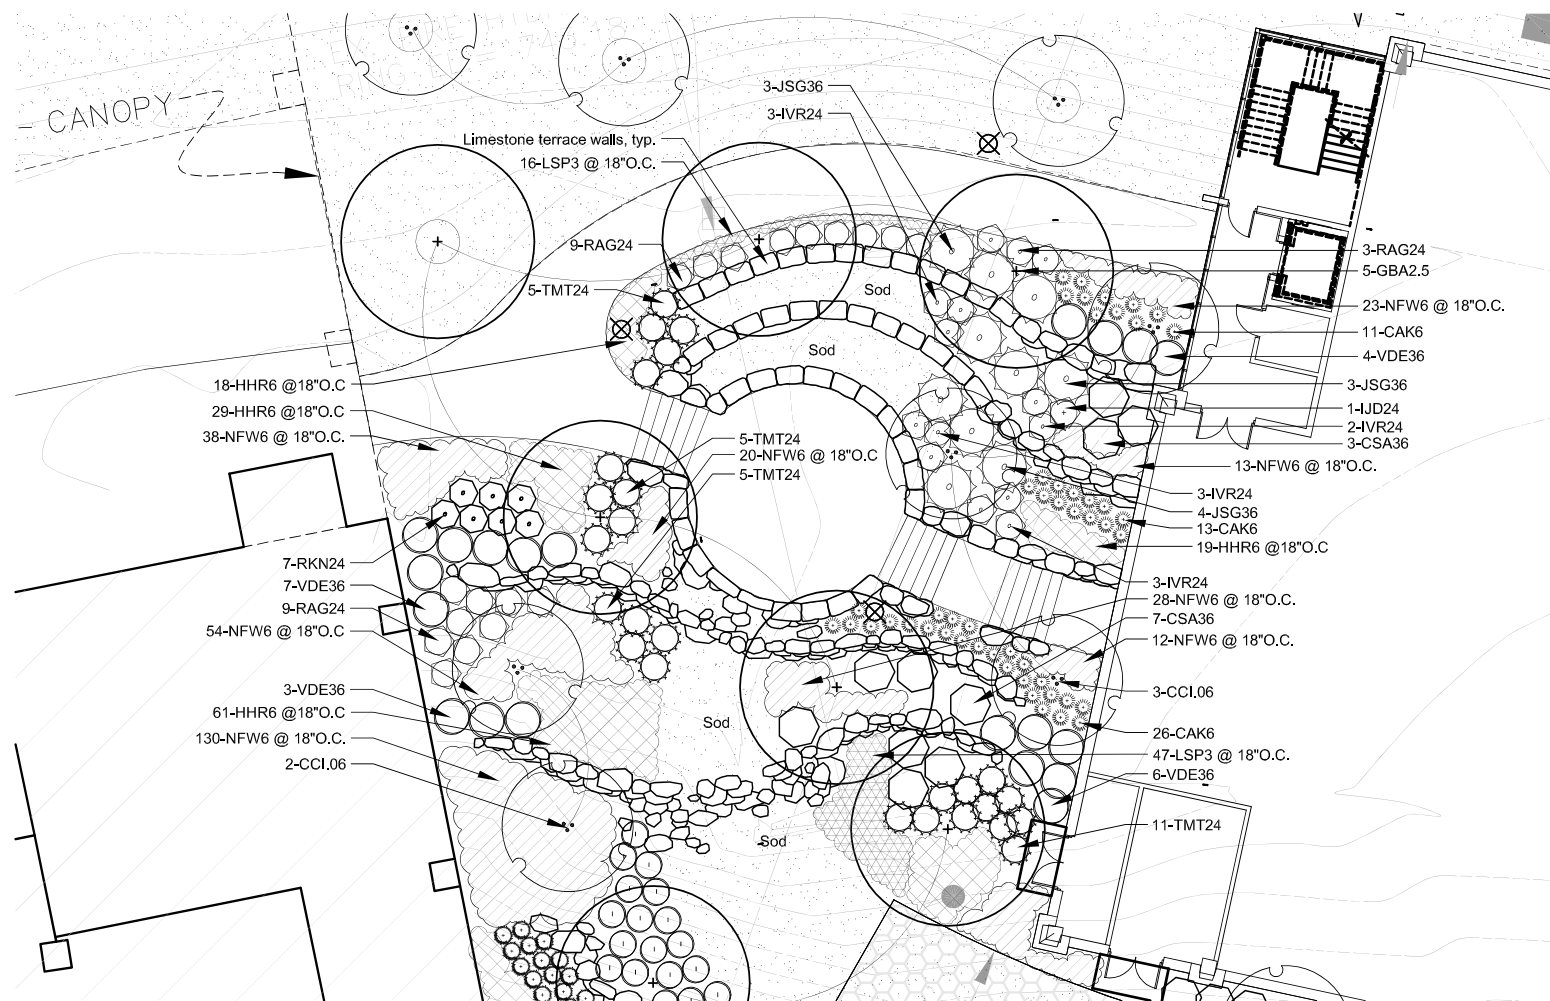 CANOPY
3-JSG36
3-IVR24
Limestone terrace walls, typ.
16-LSP3 @ 18"O.C.
9-RAG24
5-TMT24
Sod
Sod
3-RAG24
5-GBA2.5
23-NFW6 @ 18"O.C.
11-CAK6
4-VDE36
3-JSG36
1-IJD24
2-IVR24
3-CSA36
13-NFW6 @ 18"O.C.
18-HHR6 @18"O.C
29-HHR6 @18"O.C
38-NFW6 @ 18"O.C.
5-TMT24
20-NFW6 @ 18"O.C
5-TMT24
3-IVR24
4-JSG36
13-CAK6
19-HHR6 @18"O.C
7-RKN24
7-VDE36
9-RAG24
54-NFW6 @ 18"O.C
3-VDE36
61-HHR6 @18"O.C
130-NFW6 @ 18"O.C.
2-CCI.06
3-IVR24
28-NFW6 @ 18"O.C.
7-CSA36
12-NFW6 @ 18"O.C.
3-CCI.06
26-CAK6
47-LSP3 @ 18"O.C.
6-VDE36
11-TMT24
Sod
Sod